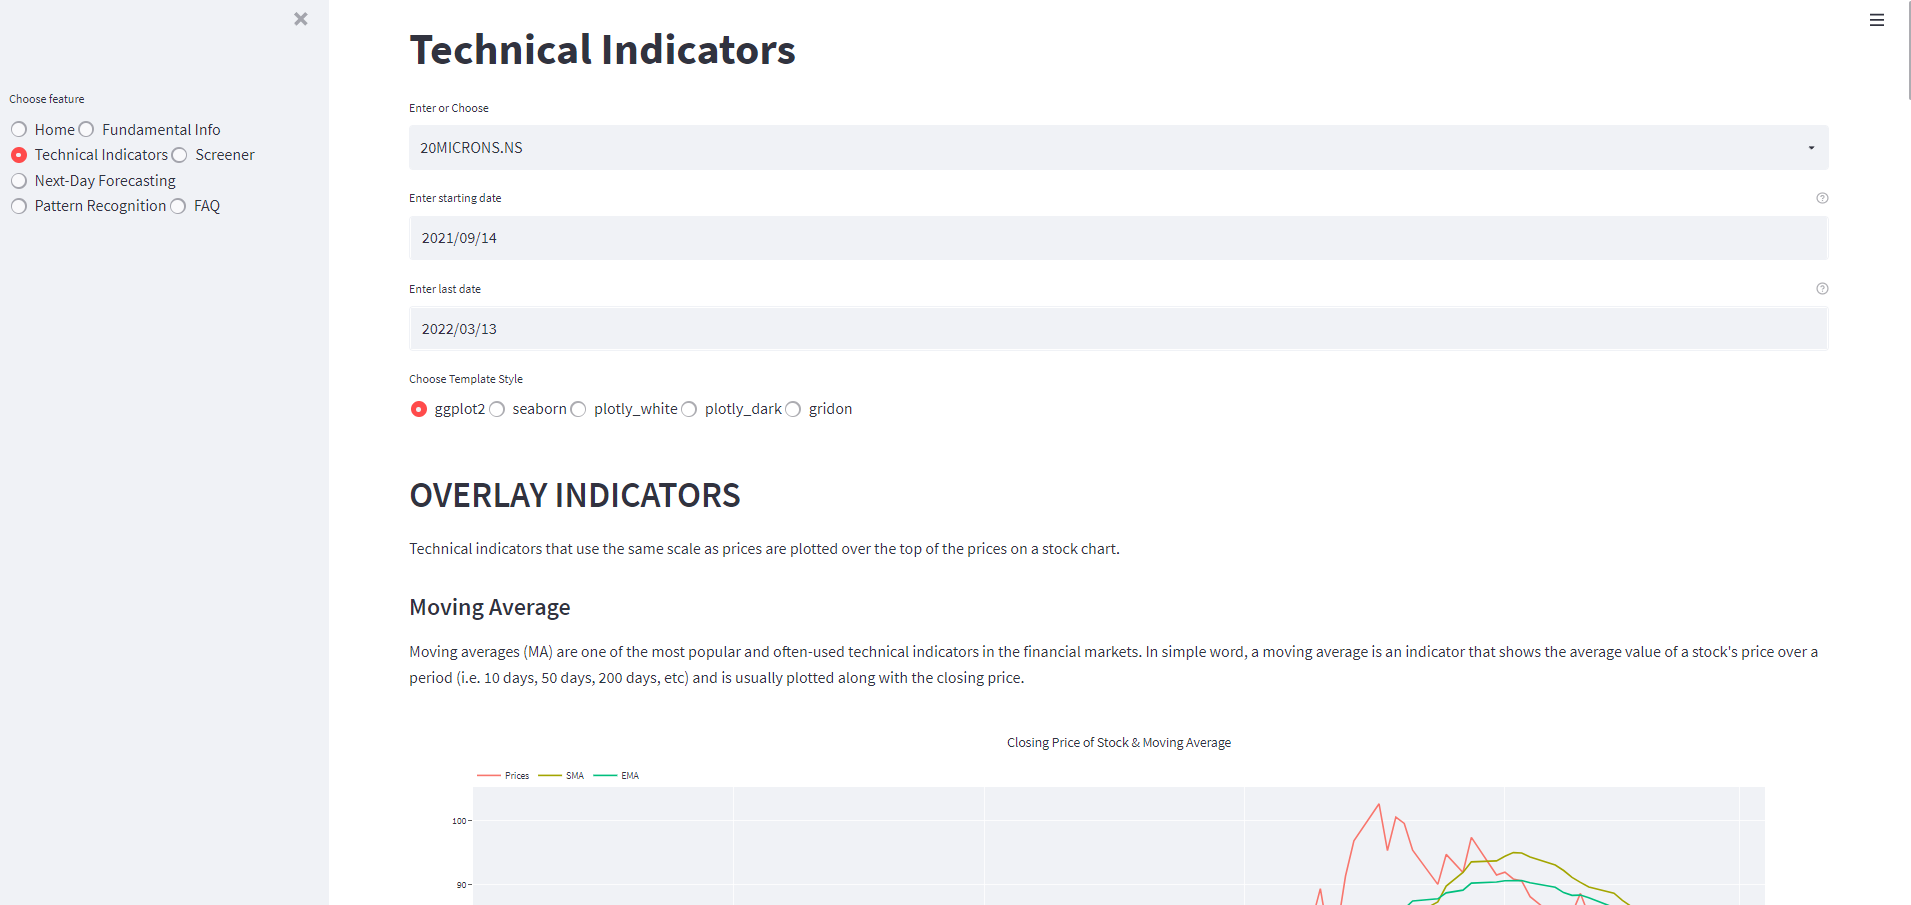 Choose feature
Home Fundamental Info
Technical Indicators Screener
Next-Day Forecasting
Pattern Recognition FAQ
Technical Indicators
Enter or Choose
20MICRONS.NS
Enter starting date
2021/09/14
Enter last date
2022/03/13
Choose Template Style
ggplot2 seaborn plotly_white plotly_dark gridon
OVERLAY INDICATORS
Technical indicators that use the same scale as prices are plotted over the top of the prices on a stock chart.
Moving Average
Moving averages (MA) are one of the most popular and often-used technical indicators in the financial markets. In simple word, a moving average is an indicator that shows the average value of a stock's price over a
period (i.e. 10 days, 50 days, 200 days, etc) and is usually plotted along with the closing price.
Closing Price of Stock & Moving Average
Prices SMA EMA
100
90